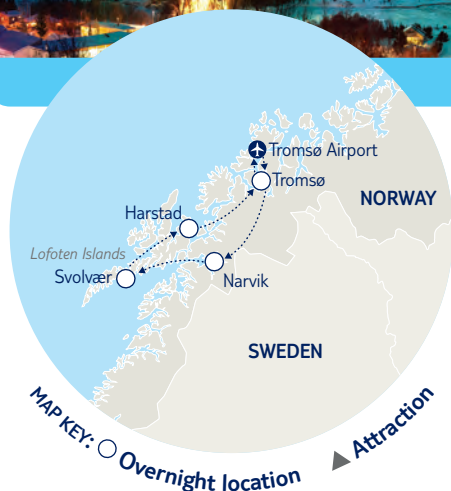 Tromsø Airport
Tromsø
NORWAY
Harstad
Lofoten Islands
Svolvær
Narvik
SWEDEN
MAP KEY: Overnight location Attraction